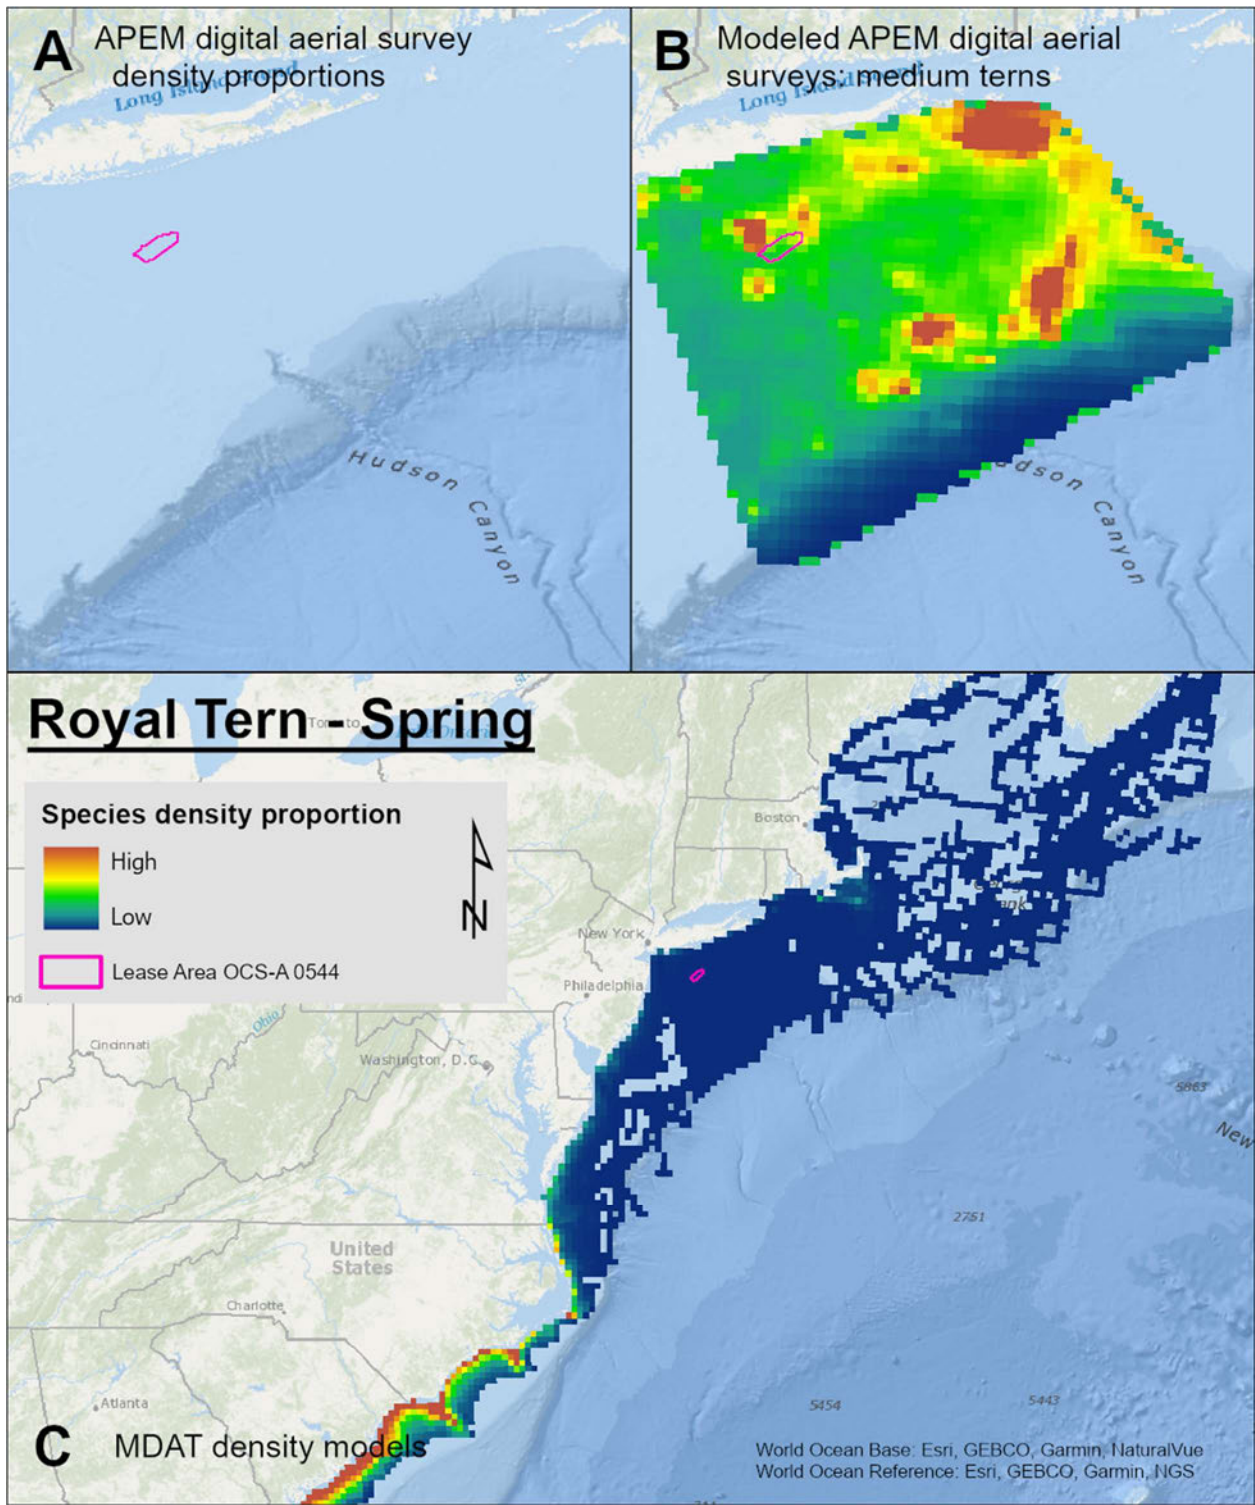 A
APEM digital aerial survey
density proportions
Long Island Sound
Hudson Canyon
B
Modeled APEM digital aerial
surveys: medium terns
Long Island Sound
Canyon
Royal Tern - Spring
Species density proportion
High
Low
N
Lease Area OCS-A 0544
Boston
New York
Philadelphia
Ohio
Cincinnati
Washington, D.C.
5863
New
2751
United
States
Charlotte
Atlanta
5454
5443
C
MDAT density models
World Ocean Base: Esri, GEBCO, Garmin, NaturalVue
World Ocean Reference: Esri, GEBCO, Garmin, NGS